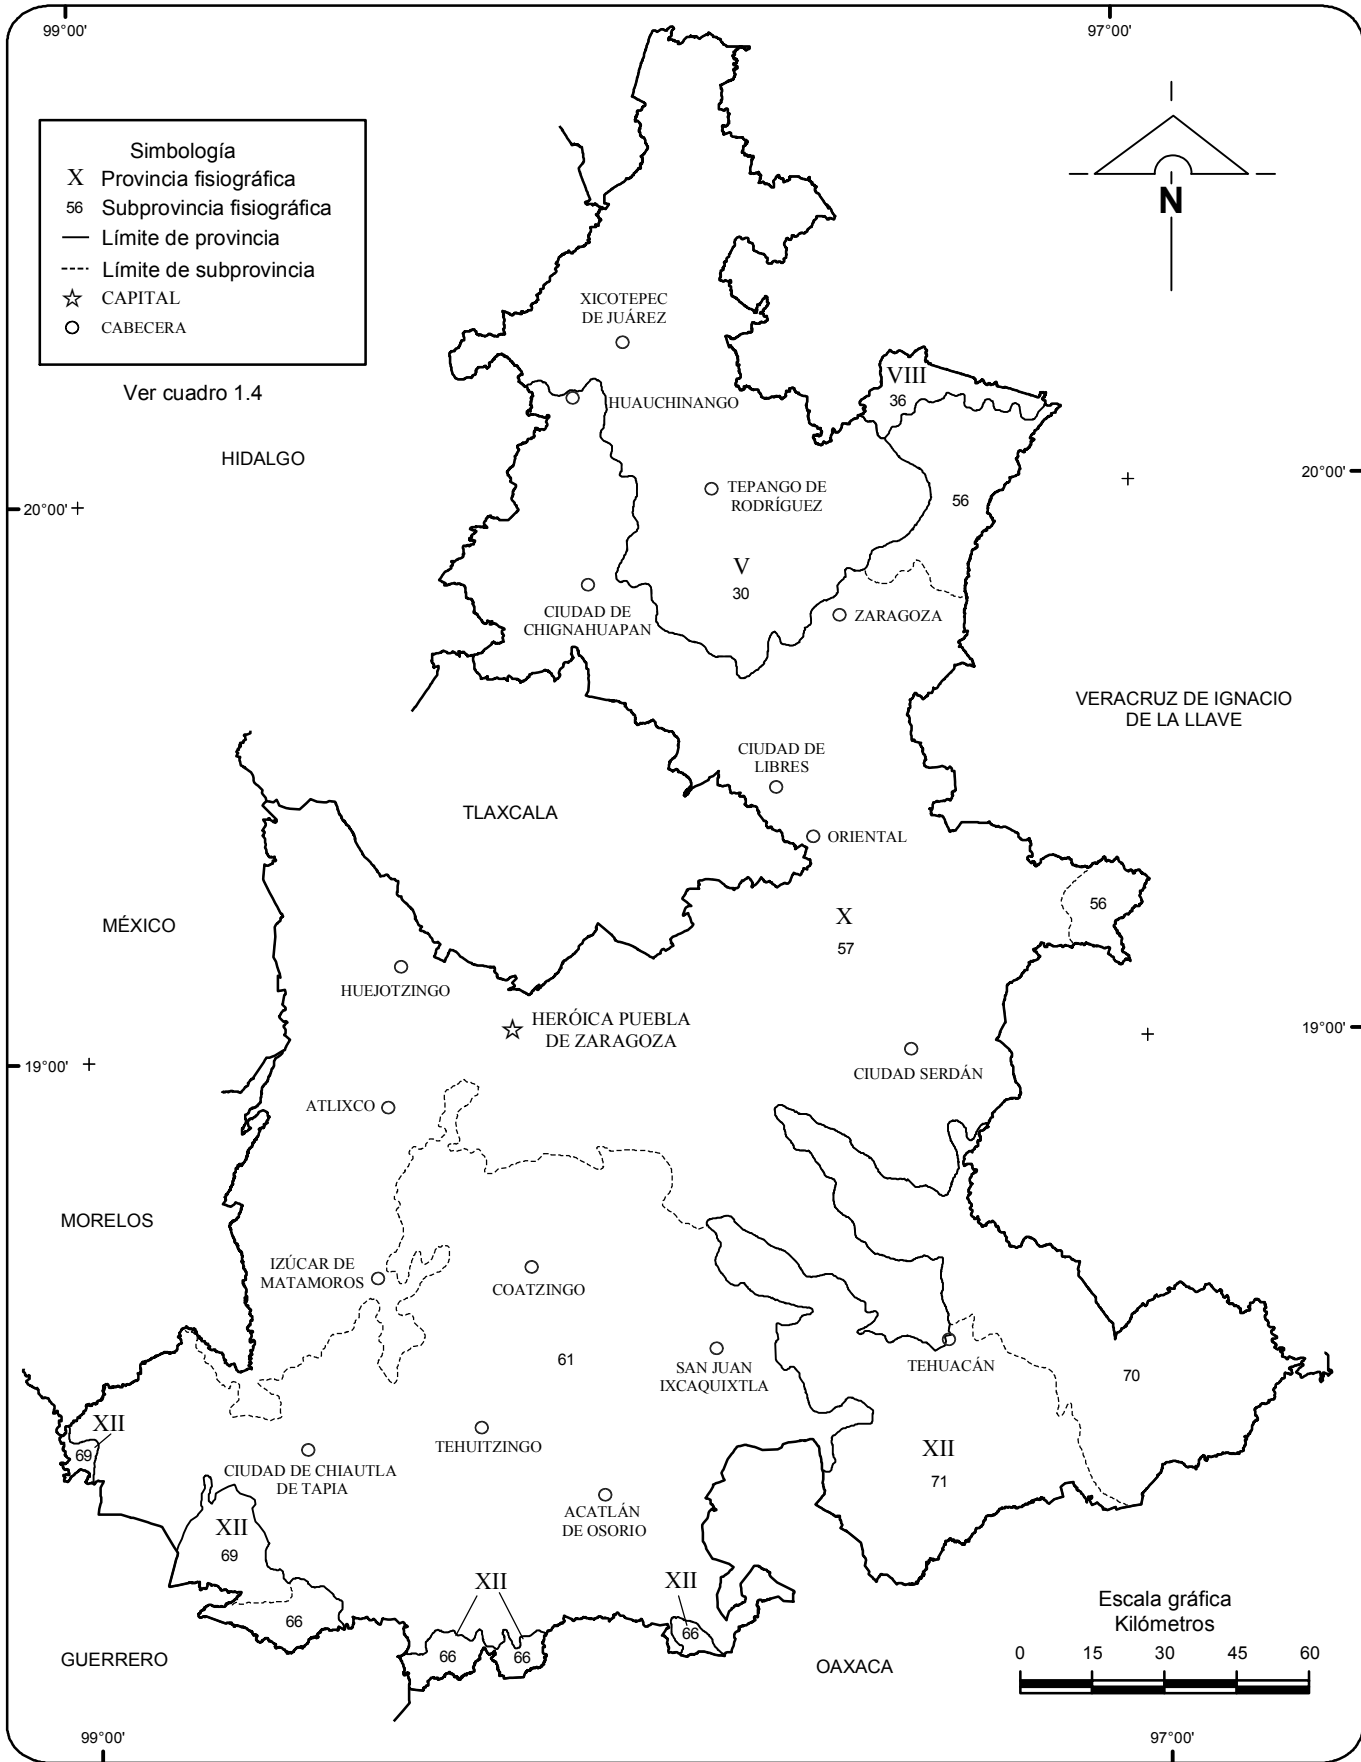 99°00'
97°00'
Simbología
X Provincia fisiográfica
56 Subprovincia fisiográfica
Límite de provincia
Límite de subprovincia
CAPITAL
CABECERA
Ver cuadro 1.4
N
XICOTEPEC
DE JUÁREZ
VIII
36
HUAUCHINANGO
HIDALGO
20°00'
20°00'
TEPANGO DE
RODRÍGUEZ
56
V
30
CIUDAD DE
CHIGNAHUAPAN
ZARAGOZA
VERACRUZ DE IGNACIO
DE LA LLAVE
CIUDAD DE
LIBRES
TLAXCALA
ORIENTAL
56
MÉXICO
X
57
HUEJOTZINGO
HERÓICA PUEBLA
DE ZARAGOZA
19°00'
19°00'
CIUDAD SERDÁN
ATLIXCO
MORELOS
IZÚCAR DE
MATAMOROS
COATZINGO
61
SAN JUAN
IXCAQUIXTLA
TEHUACÁN
70
XII
69
CIUDAD DE CHIAUTLA
DE TAPIA
TEHUITZINGO
XII
71
ACATLÁN
DE OSORIO
XII
69
XII
XII
66
66
66
66
GUERRERO
OAXACA
Escala gráfica
Kilómetros
0 15 30 45 60
99°00'
97°00'